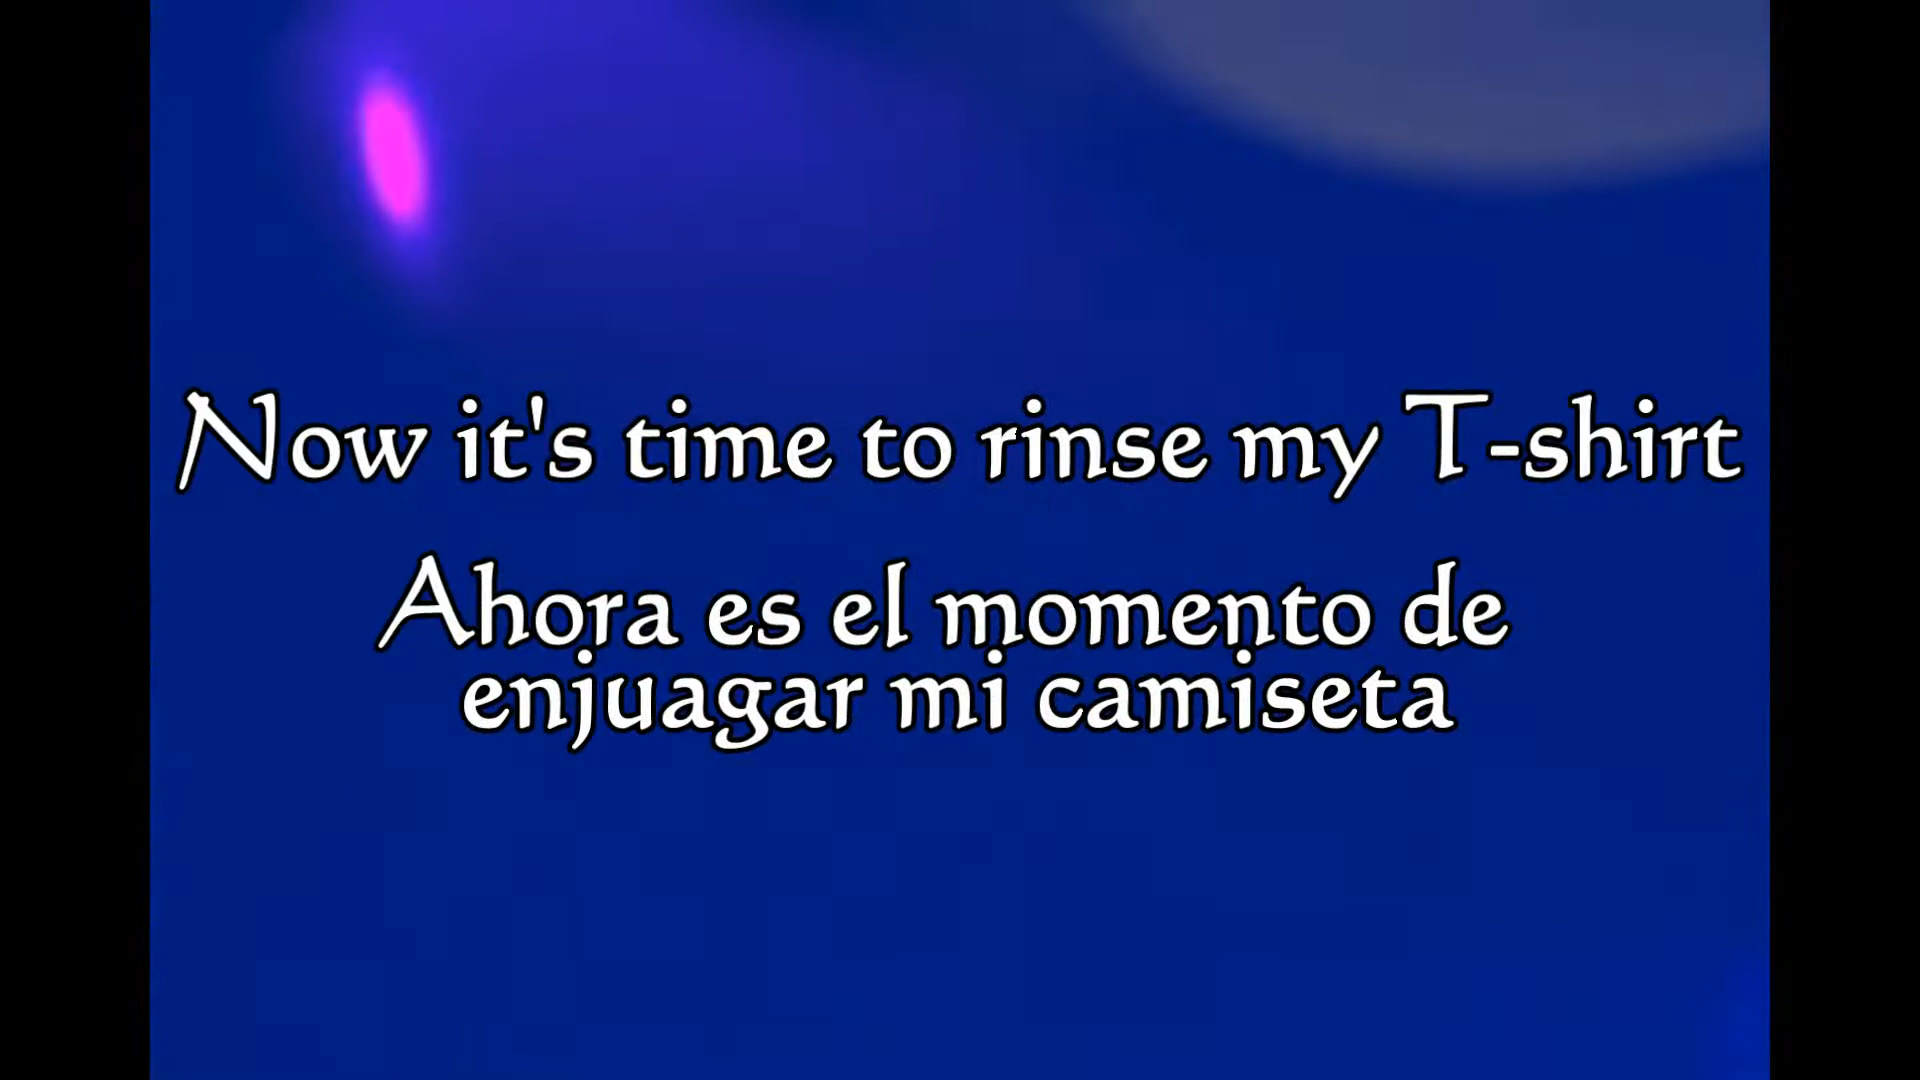 Now it's time to rinse my T-shirt
Ahora es el momento de
enjuagar mi camiseta